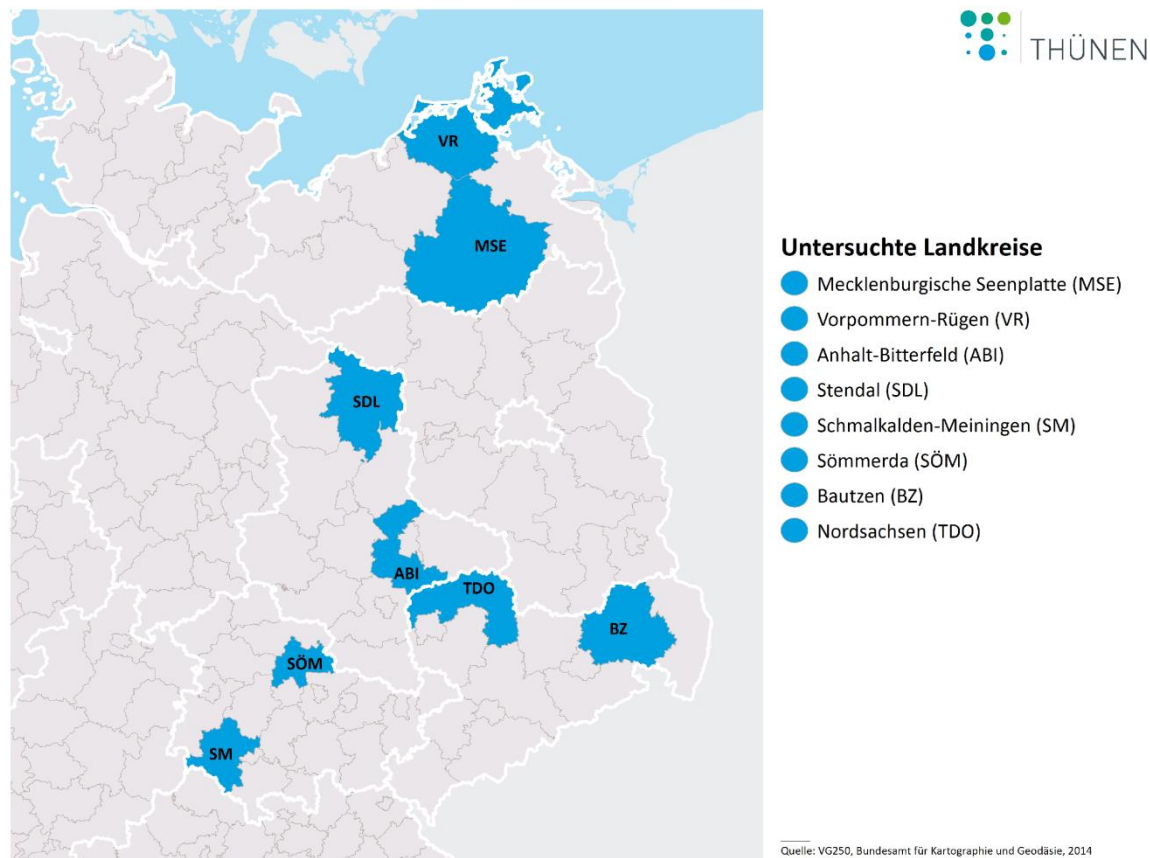 THÜNEN
VR
MSE
SDL
ABI
TDO
BZ
SÖM
SM
Untersuchte Landkreise
Mecklenburgische Seenplatte (MSE)
Vorpommern-Rügen (VR)
Anhalt-Bitterfeld (ABI)
Stendal (SDL)
Schmalkalden-Meiningen (SM)
Sömmerda (SÖM)
Bautzen (BZ)
Nordsachsen (TDO)
Quelle: VG250, Bundesamt für Kartographie und Geodäsie, 2014